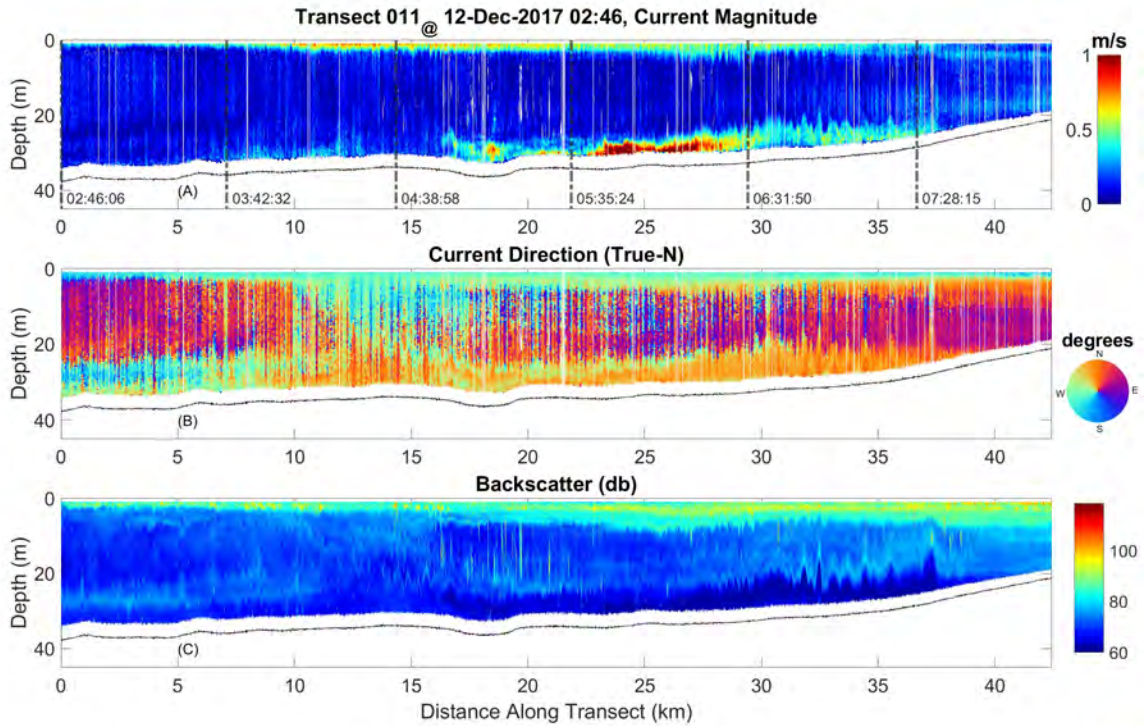 Transect 011@ 12-Dec-2017 02:46, Current Magnitude
m/s
0
20
40
Depth (m)
(A)
02:46:06
03:42:32
04:38:58
05:35:24
06:31:50
07:28:15
1
0.5
0
0 5 10 15 20 25 30 35 40
Current Direction (True-N)
0
20
40
Depth (m)
(B)
degrees
N
W
E
S
0 5 10 15 20 25 30 35 40
Backscatter (db)
0
20
40
Depth (m)
(C)
100
80
60
0 5 10 15 20 25 30 35 40
Distance Along Transect (km)